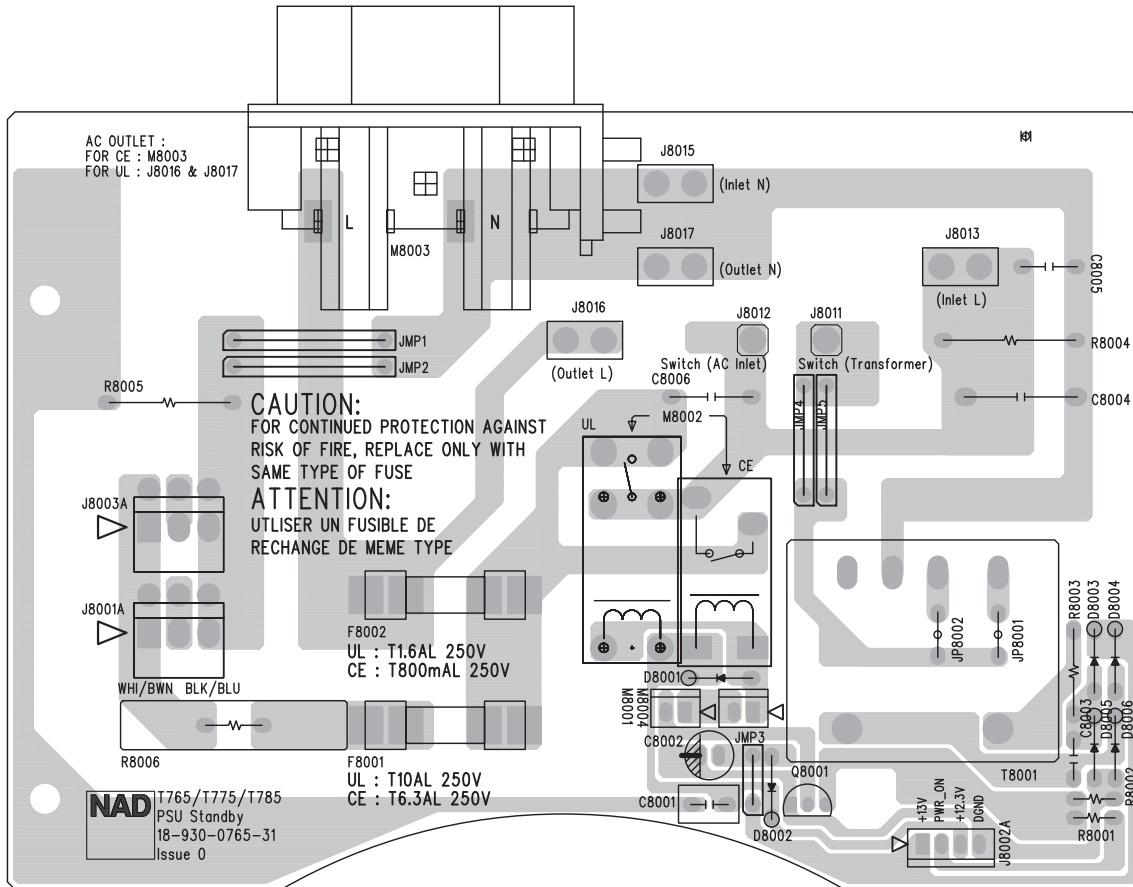 AC OUTLET :
FOR CE : M8003
FOR UL : J8016 & J8017
J8015
(Inlet N)
L
N
M8003
J8017
(Outlet N)
J8013
(Inlet L)
C8005
J8016
(Outlet L)
J8012
J8011
Switch (AC Inlet)
Switch (Transformer)
R8004
JMP1
JMP2
R8005
C8006
C8004
M8002
UL
CE
JMP4
JMP5
CAUTION:
FOR CONTINUED PROTECTION AGAINST
RISK OF FIRE, REPLACE ONLY WITH
SAME TYPE OF FUSE
ATTENTION:
UTLISER UN FUSIBLE DE
RECHANGE DE MEME TYPE
J8003A
J8001A
WHI/BWN BLK/BLU
F8002
UL : T1.6AL 250V
CE : T800mAL 250V
R8006
F8001
UL : T10AL 250V
CE : T6.3AL 250V
D8001
M8001
M8004
C8002
JMP3
Q8001
C8001
D8002
JP8002
JP8001
T8001
R8003
D8003
D8004
C8003
D8005
D8006
R8002
R8001
+13V
PWR_ON
+12.3V
DGND
J8002A
NAD
T765/T775/T785
PSU Standby
18-930-0765-31
Issue 0